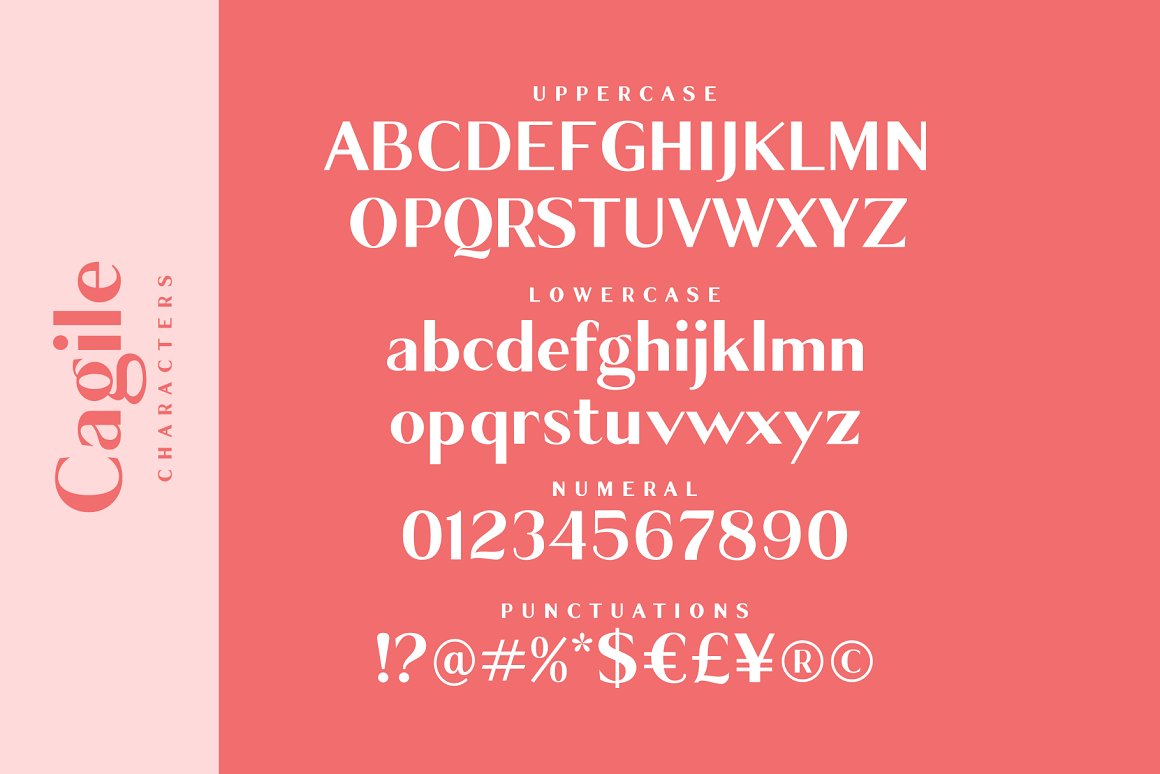 Cagile
CHARACTERS
UPPERCASE
ABCDEFGHIJKLMN
OPQRSTUVWXYZ
LOWERCASE
abcdefghijklmn
opqrstuvwxyz
NUMERAL
01234567890
PUNCTUATIONS
!?@#%*$€£¥®©